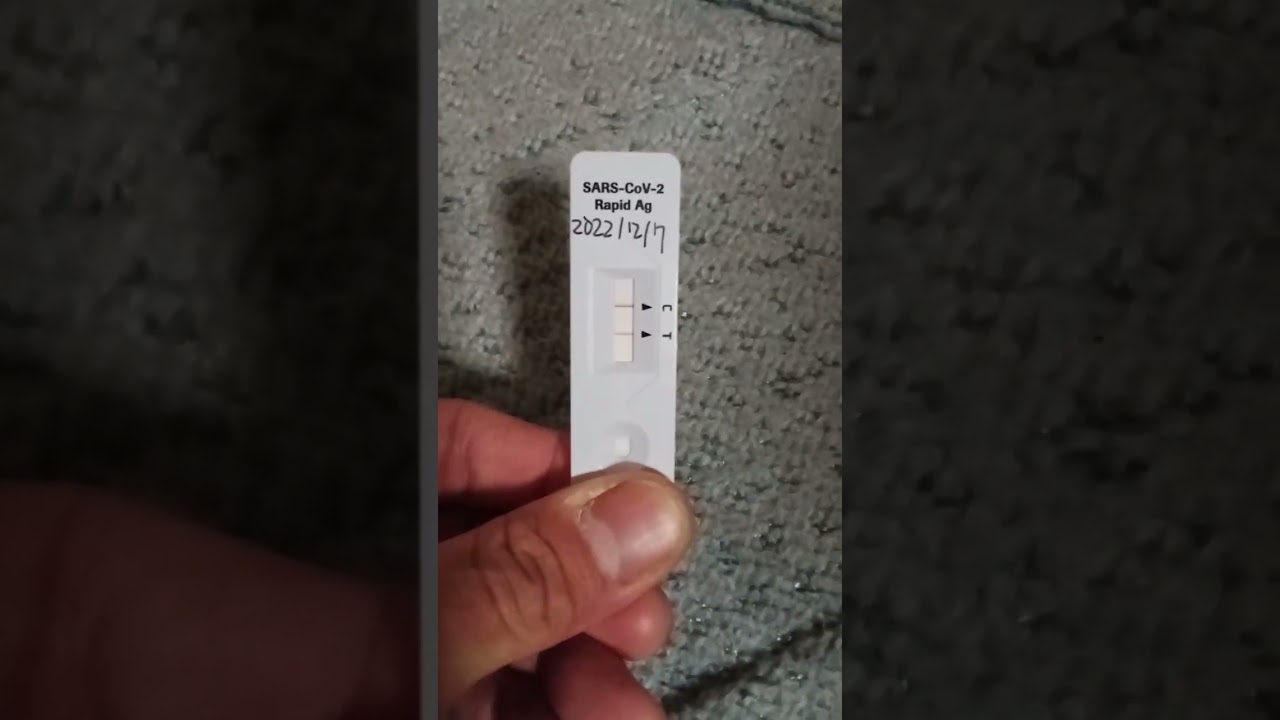 SARS-CoV-2
Rapid Ag
2022/12/7
C
T